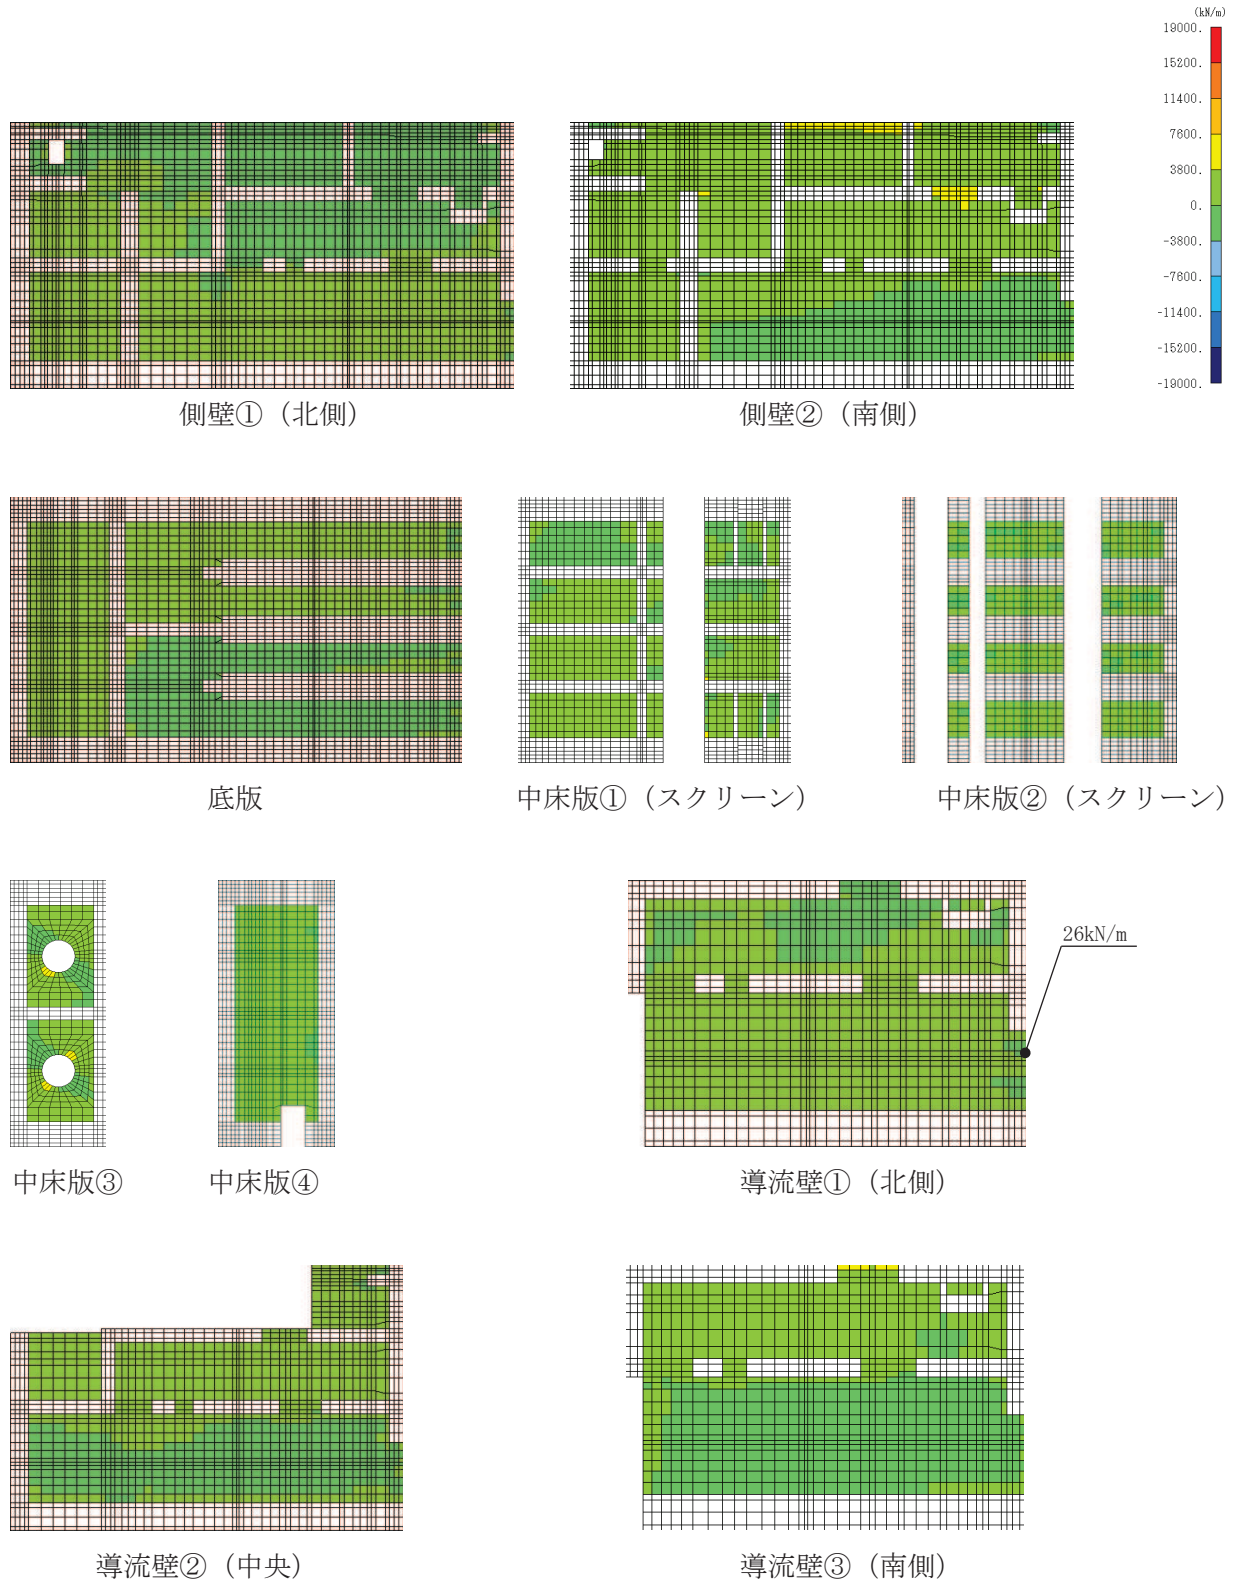 (kN/m)
19000.
15200.
11400.
7600.
3800.
0.
-3800.
-7600.
-11400.
-15200.
-19000.
側壁①（北側）
側壁②（南側）
底版
中床版①（スクリーン）
中床版②（スクリーン）
26kN/m
中床版③
中床版④
導流壁①（北側）
導流壁②（中央）
導流壁③（南側）